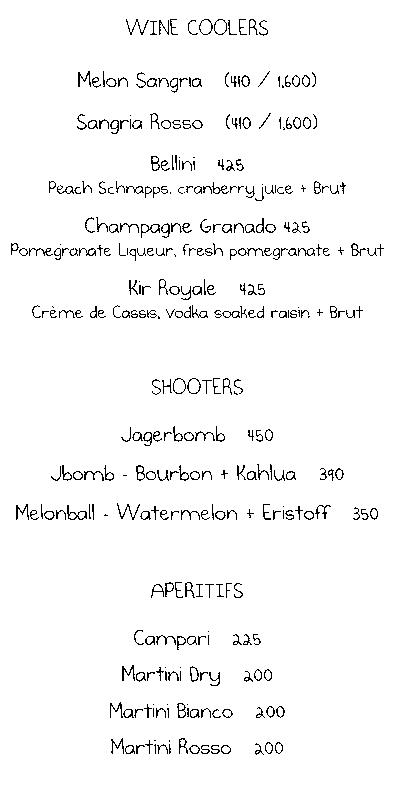 WINE COOLERS
Melon Sangria (410 / 1,600)
Sangria Rosso (410 / 1,600)
Bellini 425
Peach Schnapps, cranberry juice + Brut
Champagne Granado 425
Pomegranate Liqueur, fresh pomegranate + Brut
Kir Royale 425
Crème de Cassis, vodka soaked raisin + Brut
SHOOTERS
Jagerbomb 450
Jbomb - Bourbon + Kahlua 390
Melonball - Watermelon + Eristoff 350
APERITIFS
Campari 225
Martini Dry 200
Martini Bianco 200
Martini Rosso 200